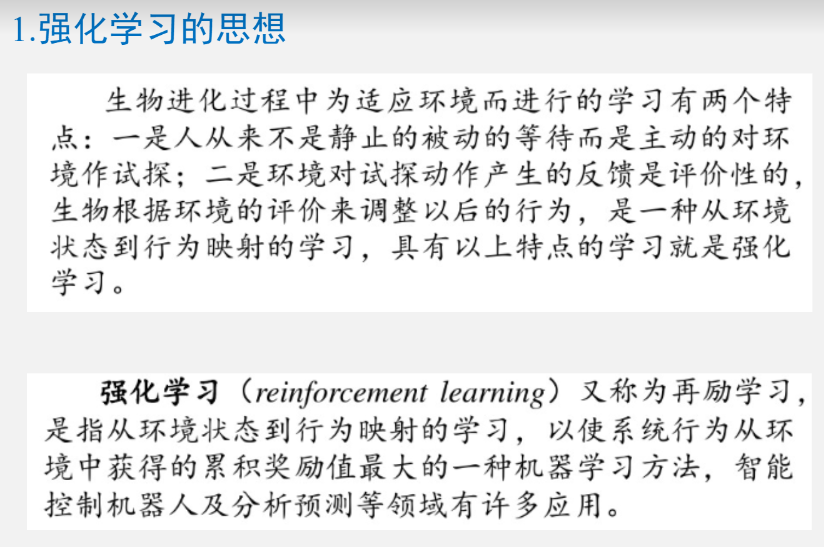 1.强化学习的思想
生物进化过程中为适应环境而进行的学习有两个特
点：一是人从来不是静止的被动的等待而是主动的对环
境作试探；二是环境对试探动作产生的反馈是评价性的，
生物根据环境的评价来调整以后的行为，是一种从环境
状态到行为映射的学习，具有以上特点的学习就是强化
学习。
强化学习（reinforcement learning）又称为再励学习，
是指从环境状态到行为映射的学习，以使系统行为从环
境中获得的累积奖励值最大的一种机器学习方法，智能
控制机器人及分析预测等领域有许多应用。